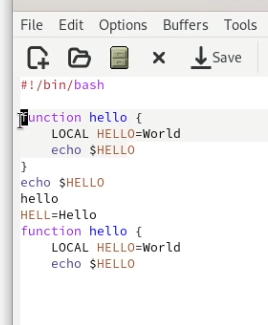 File Edit Options Buffers Tools
Save
#!/bin/bash
function hello {
LOCAL HELLO=World
echo $HELLO
}
echo $HELLO
hello
HELL=Hello
function hello {
LOCAL HELLO=World
echo $HELLO